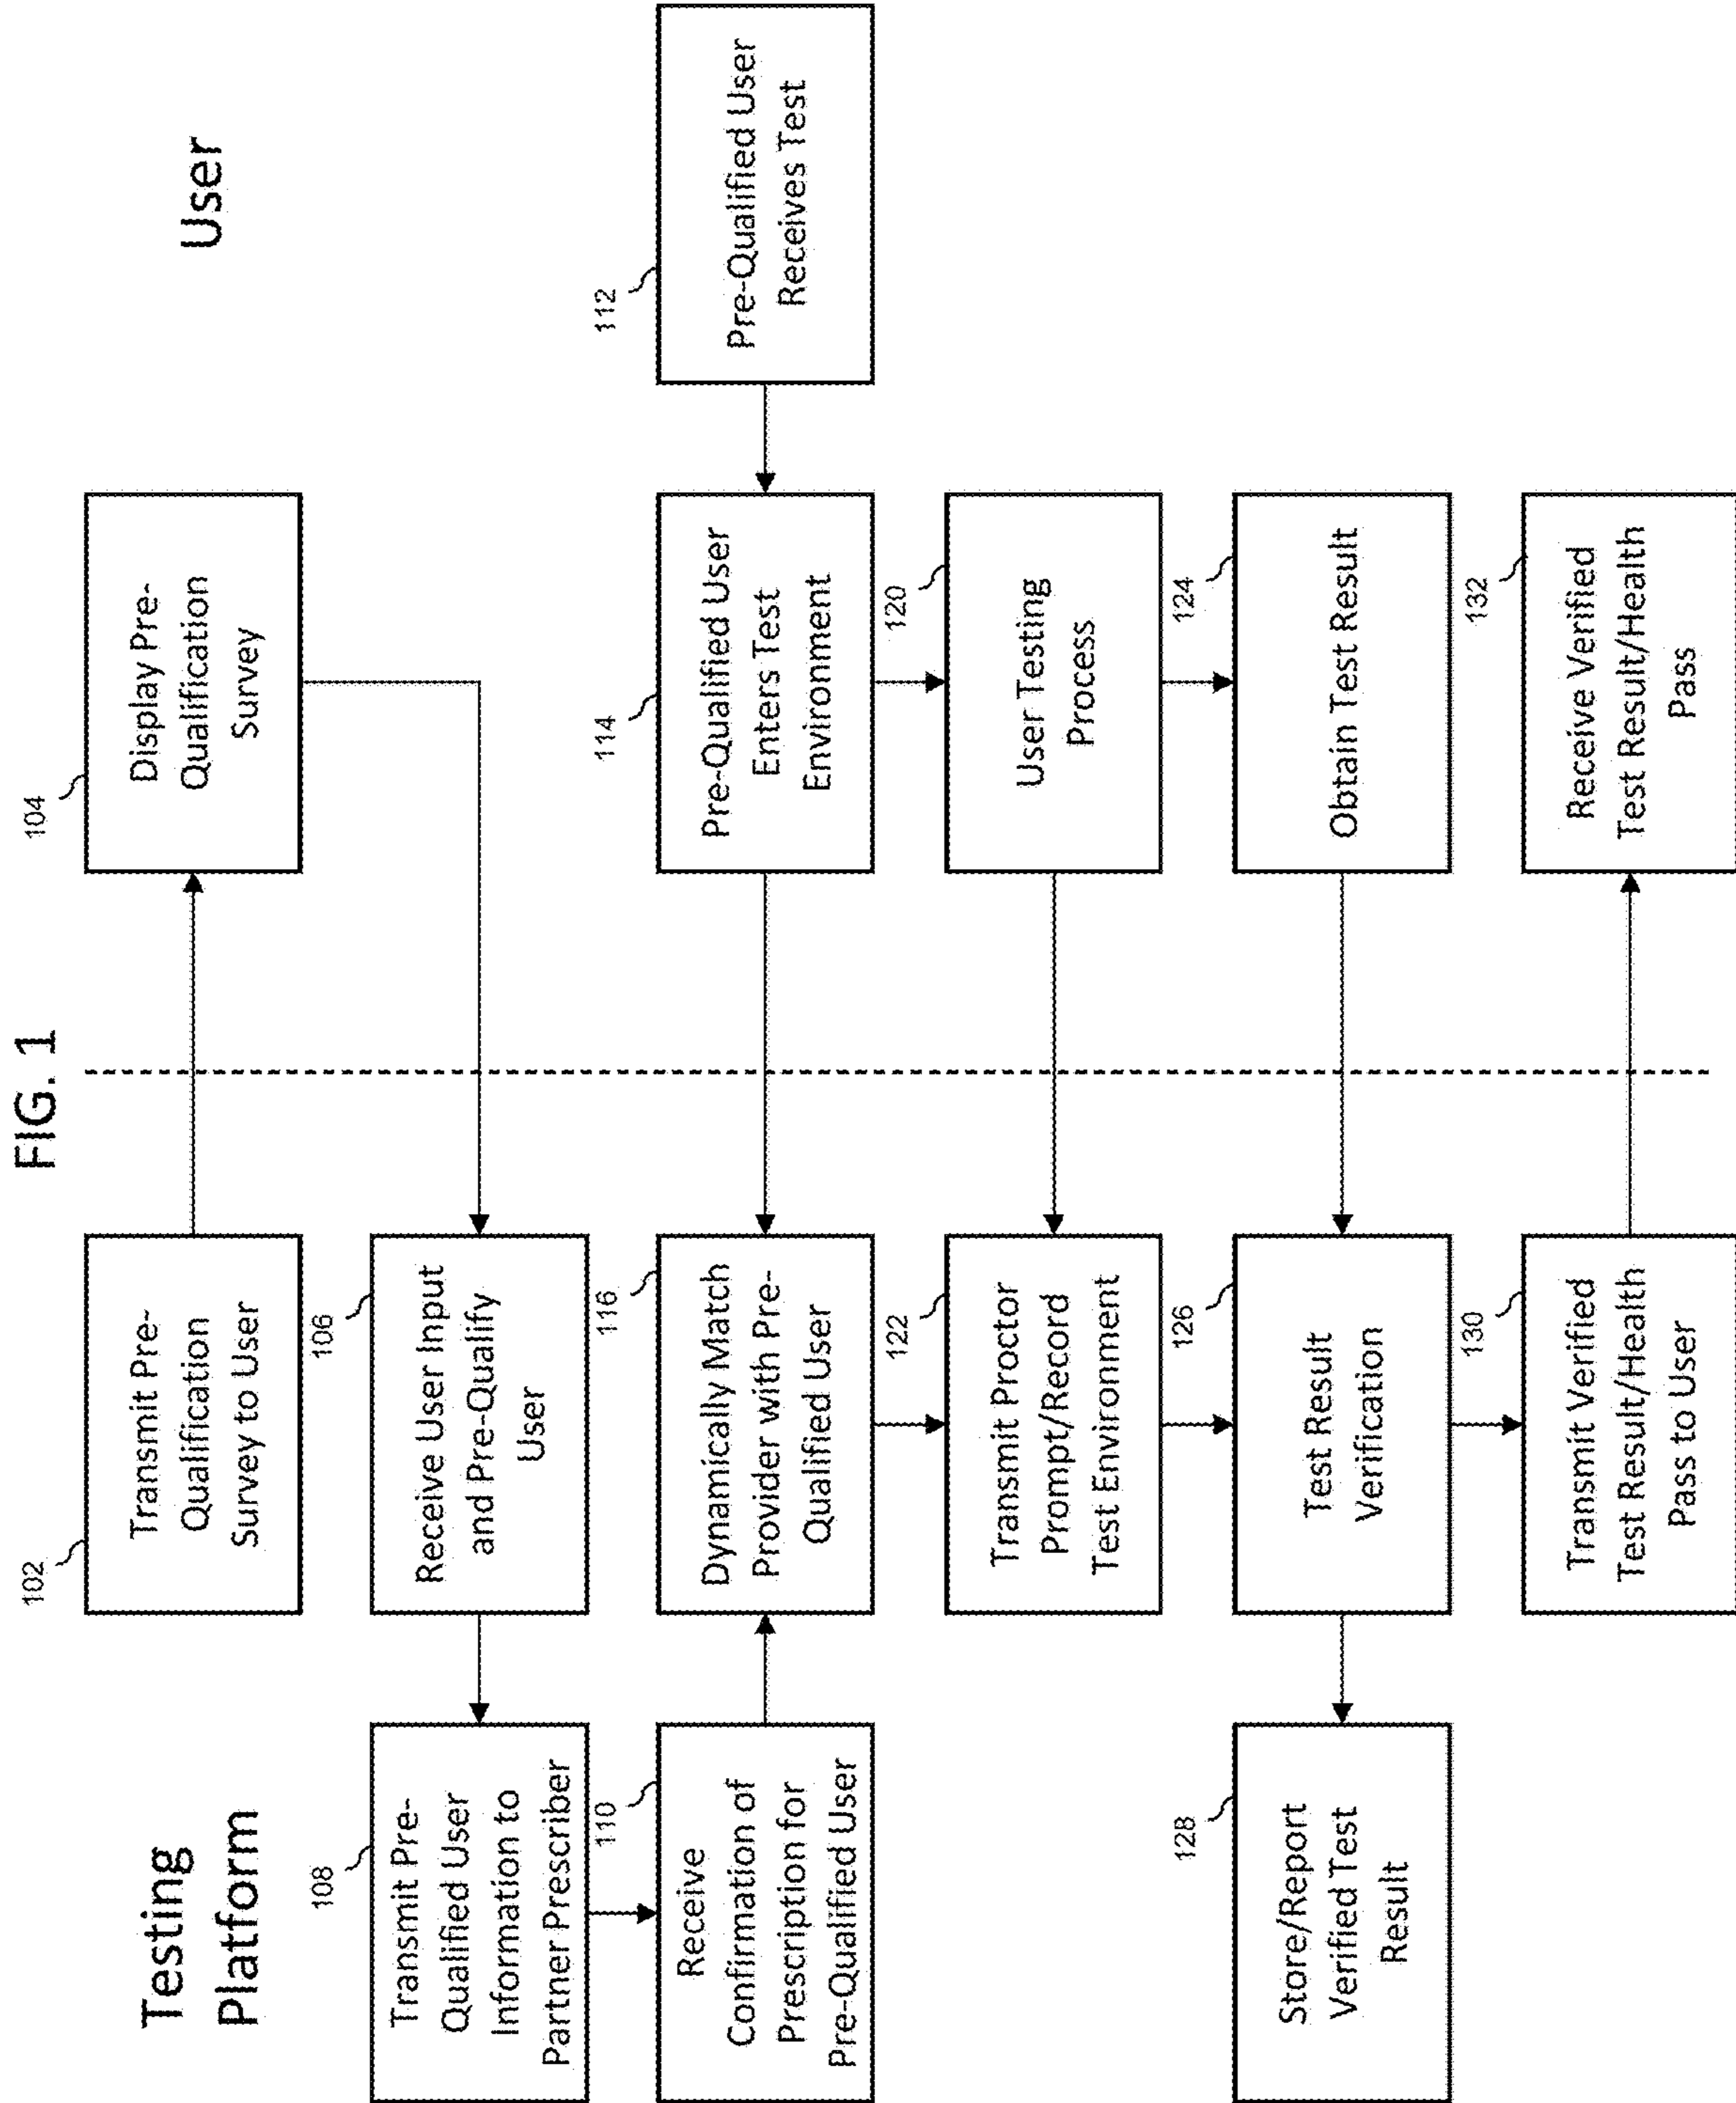 FIG. 1
Testing
Platform
User
102
Transmit Pre-
Qualification
Survey to User
104
Display Pre-
Qualification
Survey
106
Receive User Input
and Pre-Qualify
User
108
Transmit Pre-
Qualified User
Information to
Partner Prescriber
110
Receive
Confirmation of
Prescription for
Pre-Qualified User
116
Dynamically Match
Provider with Pre-
Qualified User
114
Pre-Qualified User
Enters Test
Environment
112
Pre-Qualified User
Receives Test
122
Transmit Proctor
Prompt/Record
Test Environment
120
User Testing
Process
128
Store/Report
Verified Test
Result
126
Test Result
Verification
124
Obtain Test Result
130
Transmit Verified
Test Result/Health
Pass to User
132
Receive Verified
Test Result/Health
Pass